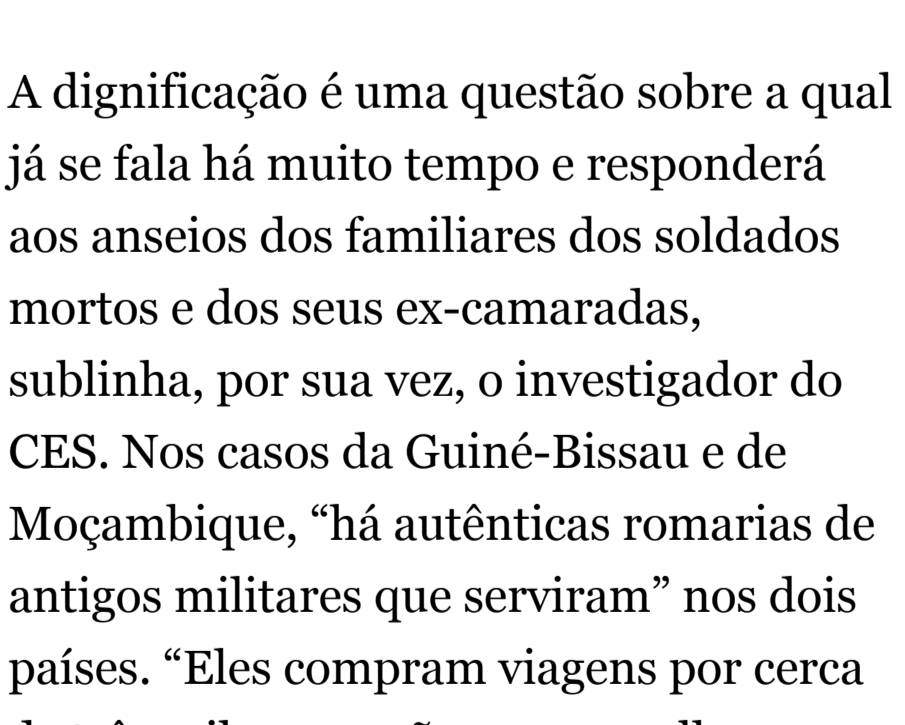 A dignificação é uma questão sobre a qual
já se fala há muito tempo e responderá
aos anseios dos familiares dos soldados
mortos e dos seus ex-camaradas,
sublinha, por sua vez, o investigador do
CES. Nos casos da Guiné-Bissau e de
Moçambique, “há autênticas romarias de
antigos militares que serviram” nos dois
países. “Eles compram viagens por cerca